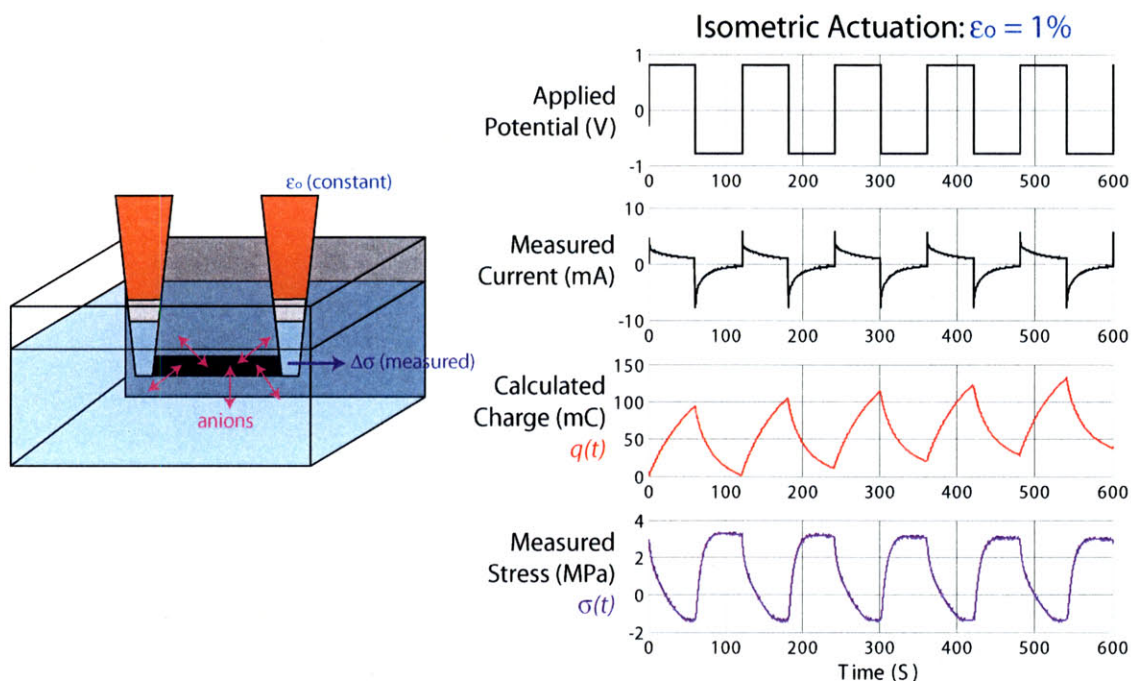 Isometric Actuation: εo = 1%
Applied
Potential (V)
1
0
-1
0 100 200 300 400 500 600
εo (constant)
Δσ (measured)
anions
Measured
Current (mA)
10
0
-10
0 100 200 300 400 500 600
Calculated
Charge (mC)
q(t)
150
100
50
0
0 100 200 300 400 500 600
Measured
Stress (MPa)
σ(t)
4
2
0
-2
0 100 200 300 400 500 600
Time (S)